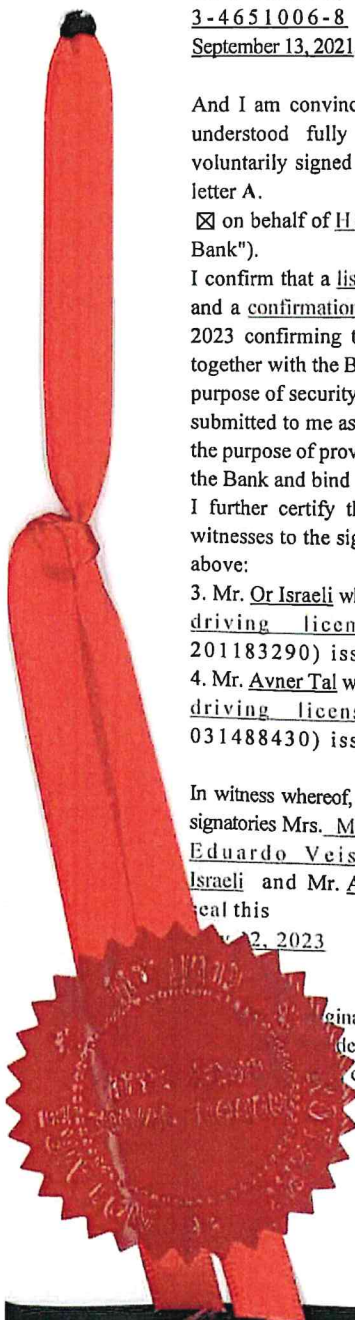 3-4651006-8
September 13, 2021
And I am convinc
understood fully
voluntarily signed
letter A.
☒ on behalf of H
Bank").
I confirm that a lis
and a confirmation
2023 confirming t
together with the B
purpose of security
submitted to me as
the purpose of prov
the Bank and bind
I further certify th
witnesses to the sig
above:
3. Mr. Or Israeli wh
driving licen
201183290) iss
4. Mr. Avner Tal w
driving licens
031488430) iss
In witness whereof,
signatories Mrs. M
Eduardo Veis
Israeli and Mr. A
seal this
2, 2023
gina
de